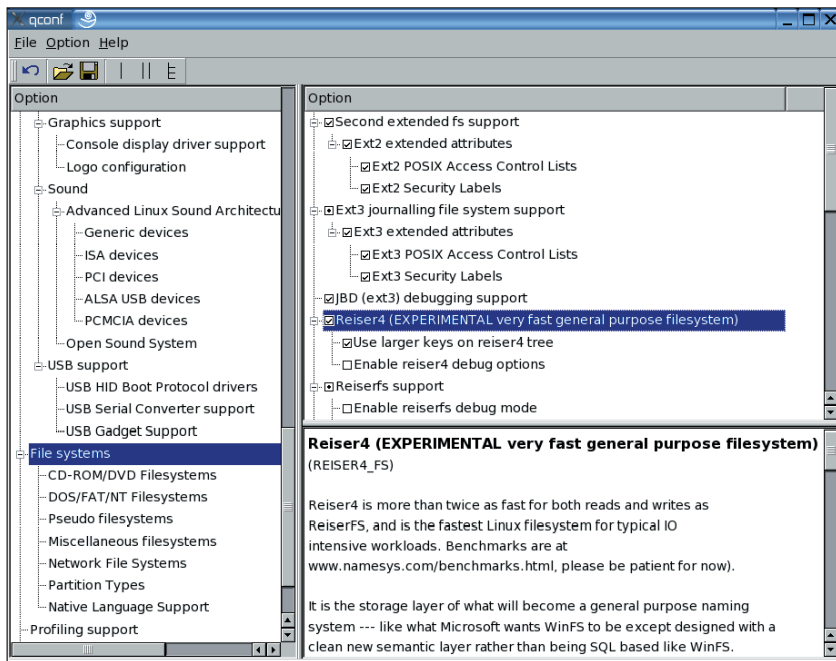 qconf
File Option Help
Option
Graphics support
Console display driver support
Logo configuration
Sound
Advanced Linux Sound Architectu
Generic devices
ISA devices
PCI devices
ALSA USB devices
PCMCIA devices
Open Sound System
USB support
USB HID Boot Protocol drivers
USB Serial Converter support
USB Gadget Support
File systems
CD-ROM/DVD Filesystems
DOS/FAT/NT Filesystems
Pseudo filesystems
Miscellaneous filesystems
Network File Systems
Partition Types
Native Language Support
Profiling support
Option
Second extended fs support
Ext2 extended attributes
Ext2 POSIX Access Control Lists
Ext2 Security Labels
Ext3 journalling file system support
Ext3 extended attributes
Ext3 POSIX Access Control Lists
Ext3 Security Labels
JBD (ext3) debugging support
Reiser4 (EXPERIMENTAL very fast general purpose filesystem)
Use larger keys on reiser4 tree
Enable reiser4 debug options
Reiserfs support
Enable reiserfs debug mode
Reiser4 (EXPERIMENTAL very fast general purpose filesystem)
(REISER4_FS)
Reiser4 is more than twice as fast for both reads and writes as
ReiserFS, and is the fastest Linux filesystem for typical IO
intensive workloads. Benchmarks are at
www.namesys.com/benchmarks.html, please be patient for now).
It is the storage layer of what will become a general purpose naming
system --- like what Microsoft wants WinFS to be except designed with a
clean new semantic layer rather than being SQL based like WinFS.